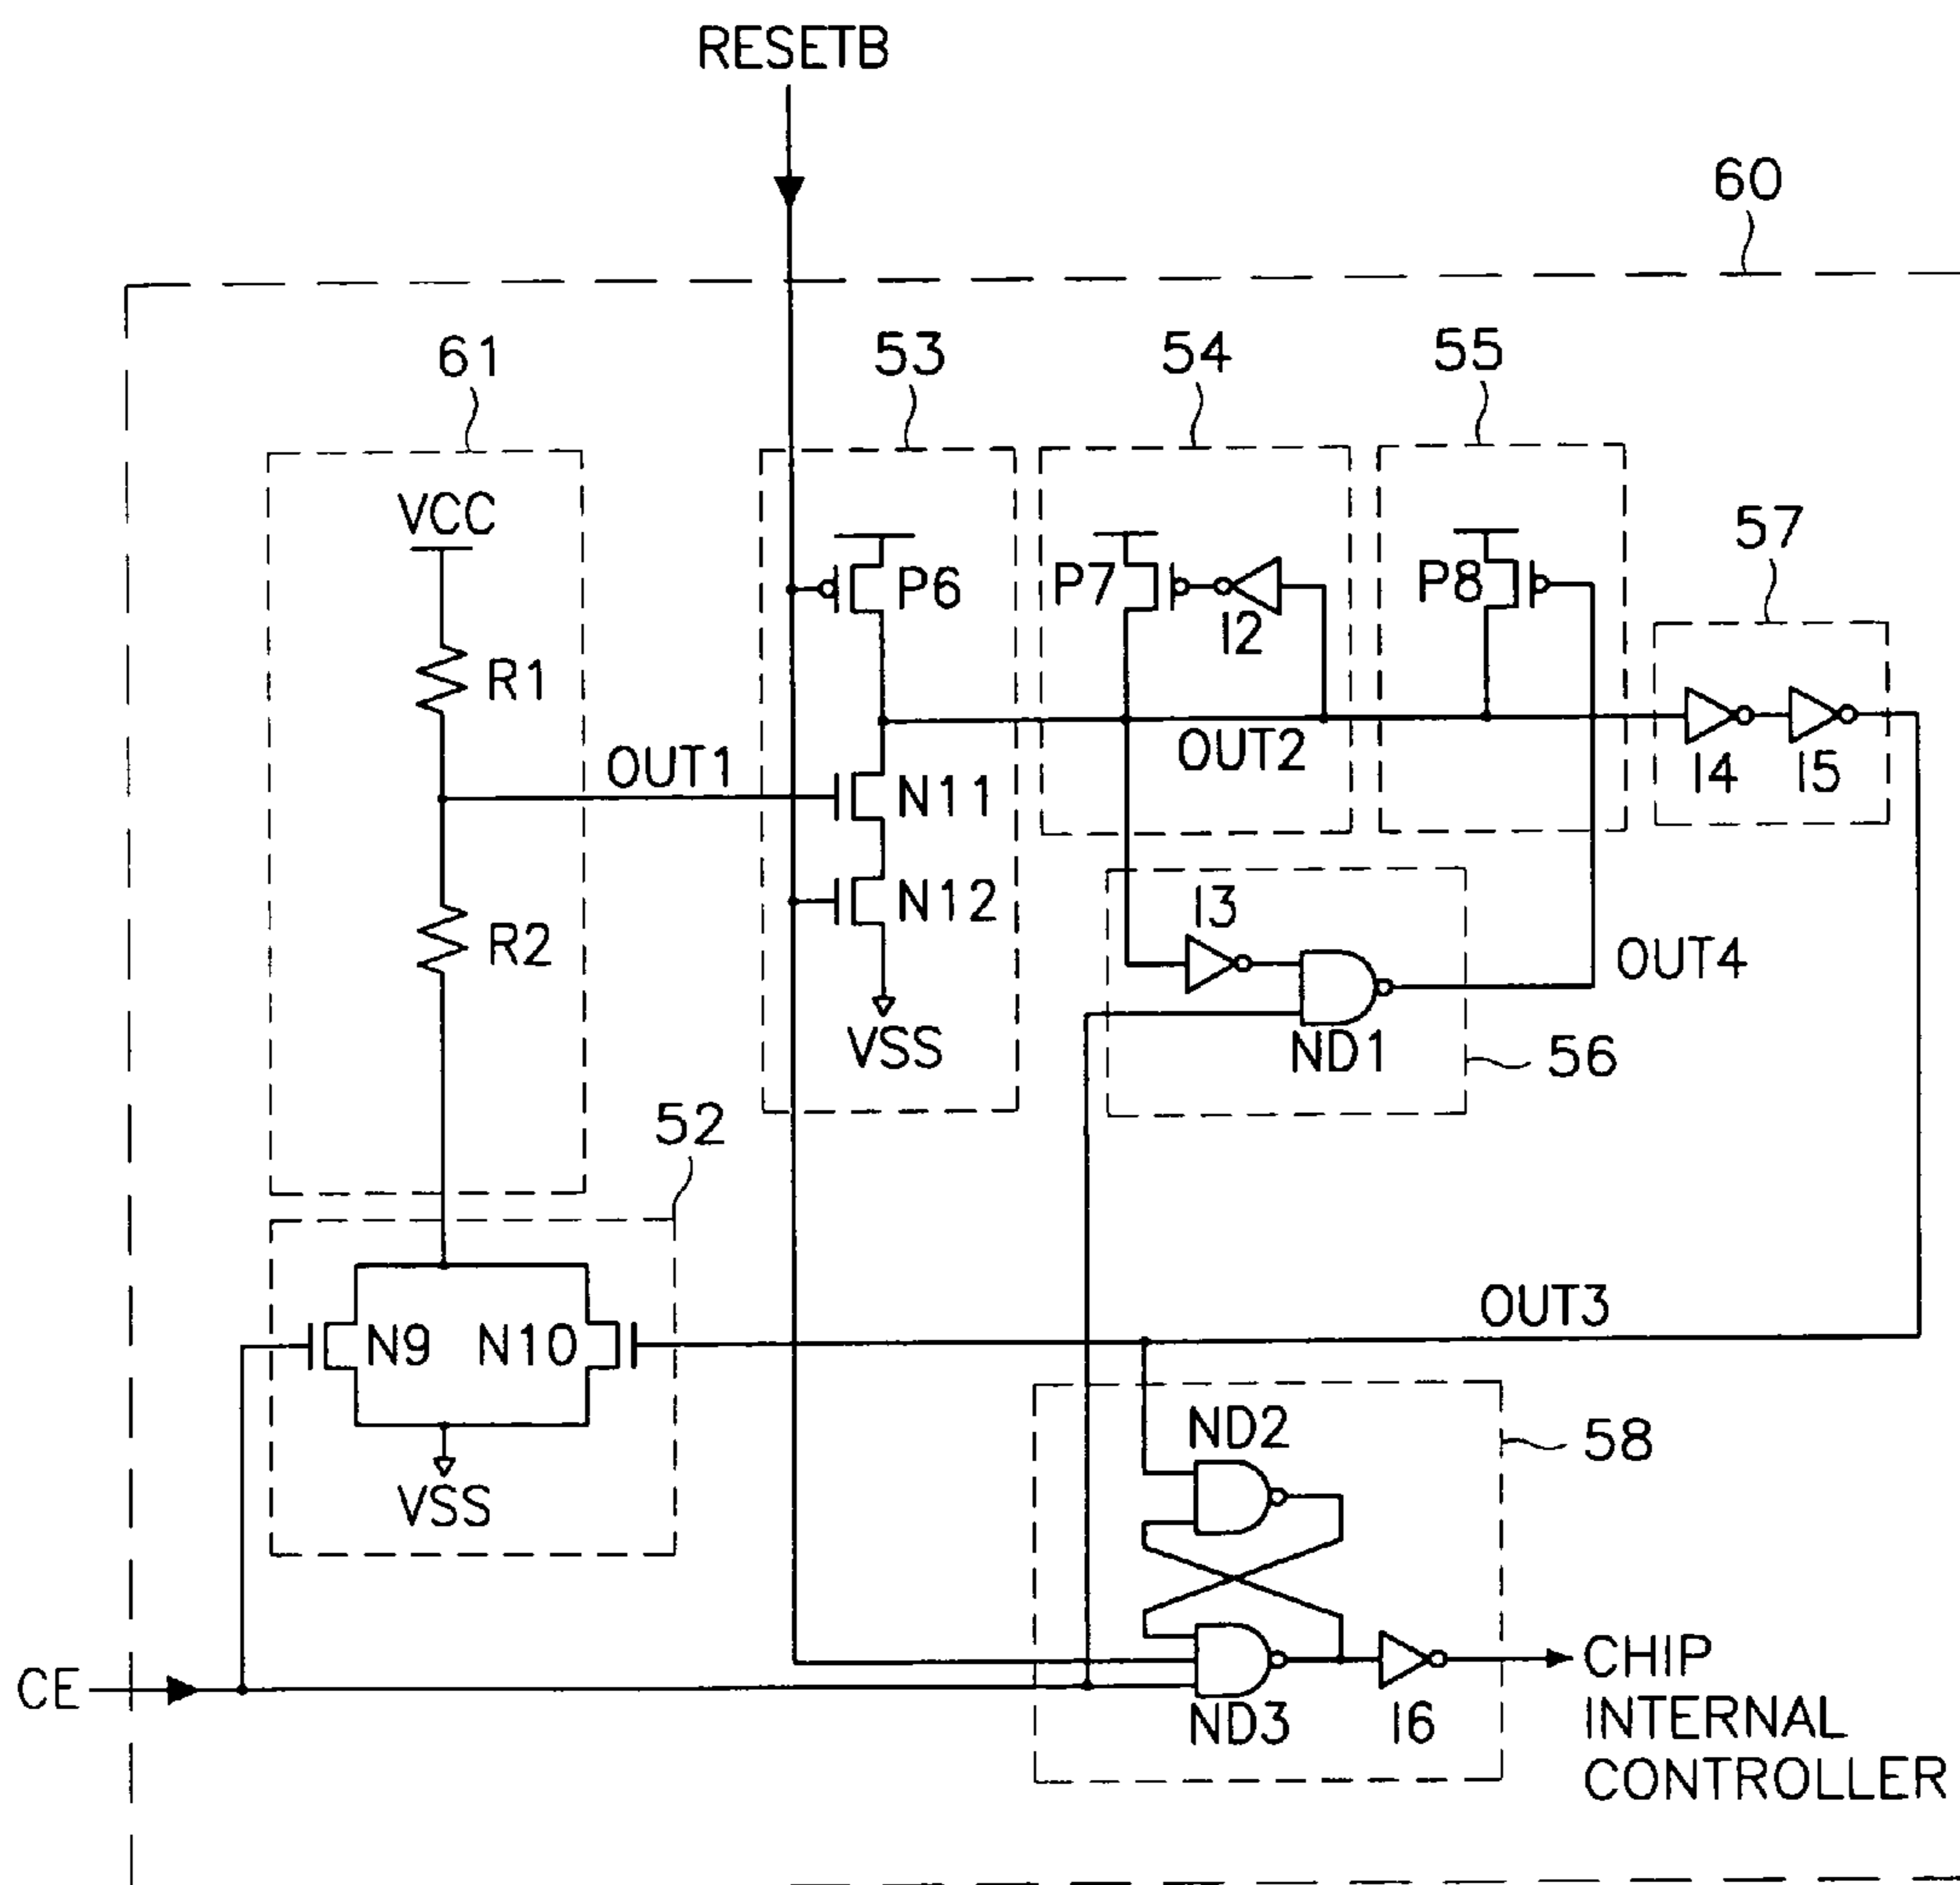 RESETB
60
61
53
54
55
57
VCC
P6
P7
I2
P8
R1
OUT1
N11
OUT2
I4
I5
N12
I3
R2
OUT4
VSS
ND1
56
52
OUT3
N9
N10
ND2
58
VSS
CE
ND3
I6
CHIP
INTERNAL
CONTROLLER